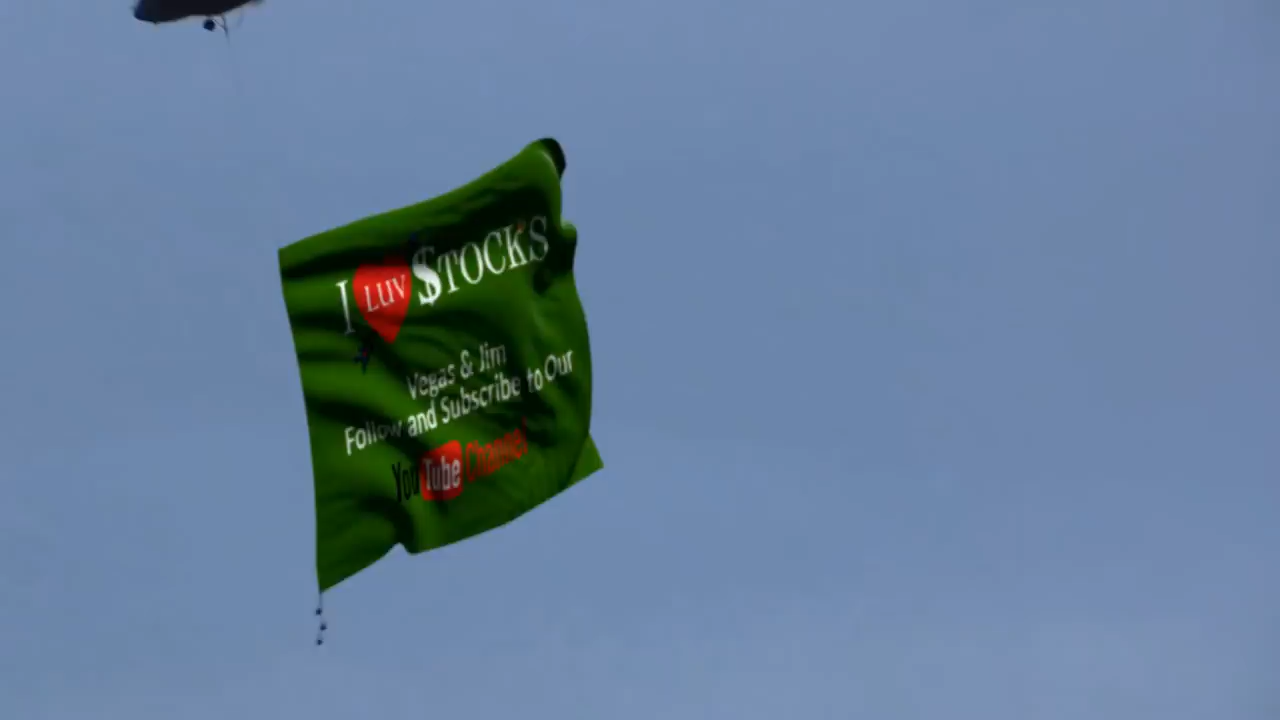 I LUV $TOCKS
Vegas & Jim
Follow and Subscribe to Our
YouTube Channel